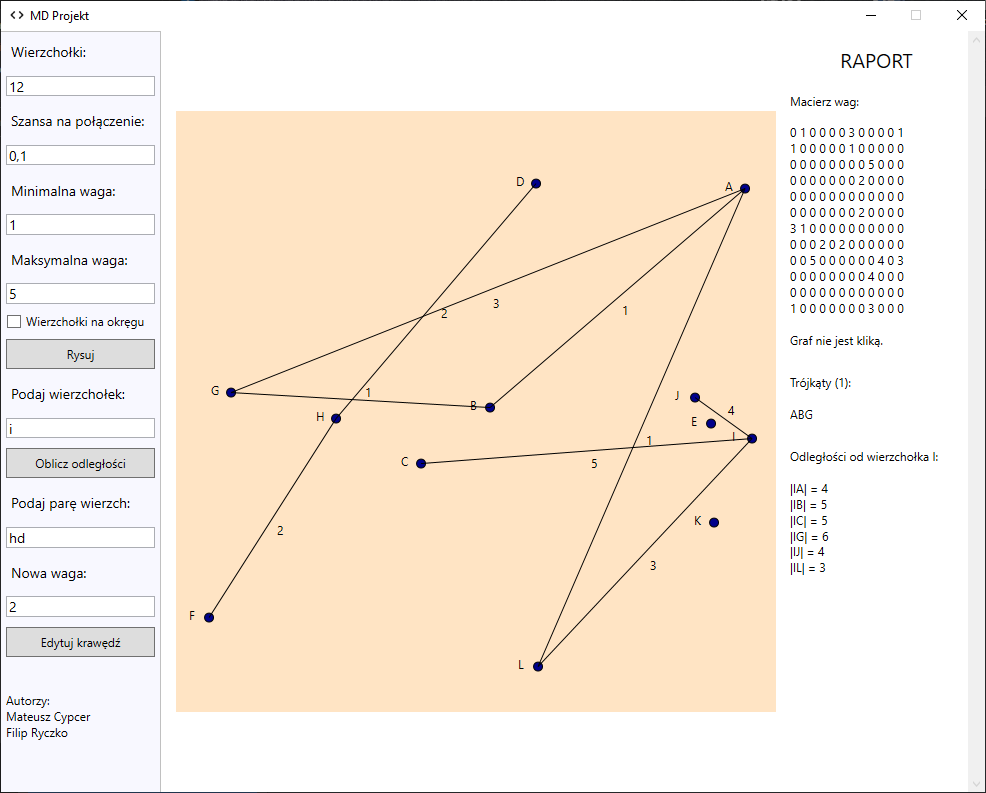 MD Projekt
Wierzchołki:
12
Szansa na połączenie:
0,1
Minimalna waga:
1
Maksymalna waga:
5
Wierzchołki na okręgu
Rysuj
Podaj wierzchołek:
i
Oblicz odległości
Podaj parę wierzch:
hd
Nowa waga:
2
Edytuj krawędź
Autorzy:
Mateusz Cypcer
Filip Ryczko
D
A
3
2
1
G
1
J
B
4
H
E
I
1
C
5
K
2
3
F
L
RAPORT
Macierz wag:
0 1 0 0 0 0 3 0 0 0 0 1
1 0 0 0 0 0 1 0 0 0 0 0
0 0 0 0 0 0 0 0 5 0 0 0
0 0 0 0 0 0 0 2 0 0 0 0
0 0 0 0 0 0 0 0 0 0 0 0
0 0 0 0 0 0 0 2 0 0 0 0
3 1 0 0 0 0 0 0 0 0 0 0
0 0 0 2 0 2 0 0 0 0 0 0
0 0 5 0 0 0 0 0 0 4 0 3
0 0 0 0 0 0 0 0 4 0 0 0
0 0 0 0 0 0 0 0 0 0 0 0
1 0 0 0 0 0 0 0 3 0 0 0
Graf nie jest kliką.
Trójkąty (1):
ABG
Odległości od wierzchołka I:
|IA| = 4
|IB| = 5
|IC| = 5
|IG| = 6
|IJ| = 4
|IL| = 3